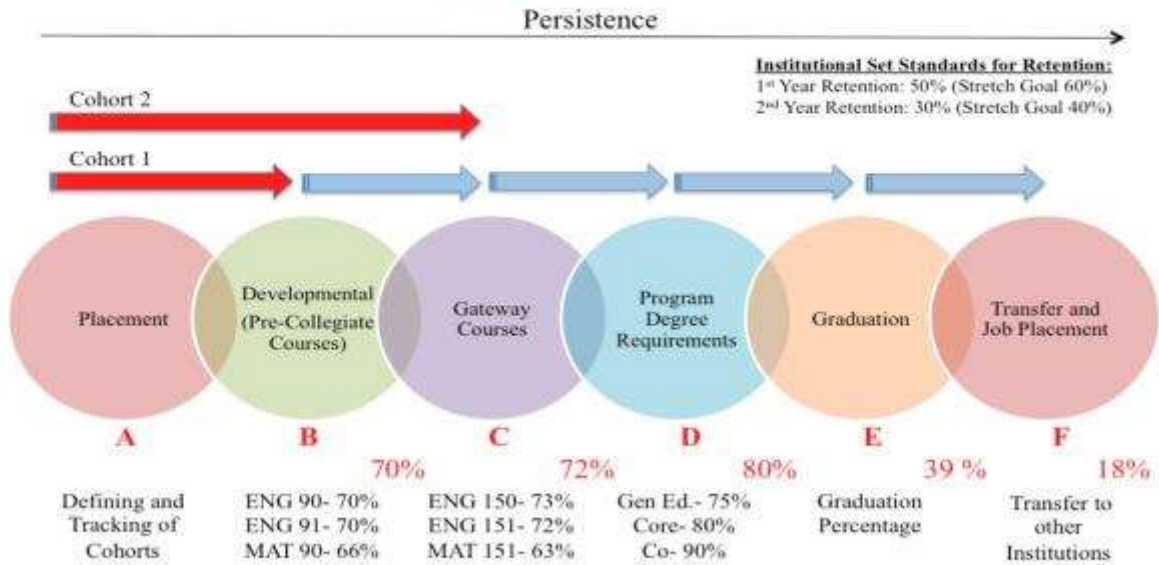 Persistence
Institutional Set Standards for Retention:
1st Year Retention: 50% (Stretch Goal 60%)
2nd Year Retention: 30% (Stretch Goal 40%)
Cohort 2
Cohort 1
Placement
Developmental
(Pre-Collegiate
Courses)
Gateway
Courses
Program
Degree
Requirements
Graduation
Transfer and
Job Placement
A
B
C
D
E
F
70%
72%
80%
39 %
18%
Defining and
Tracking of
Cohorts
ENG 90- 70%
ENG 91- 70%
MAT 90- 66%
ENG 150- 73%
ENG 151- 72%
MAT 151- 63%
Gen Ed.- 75%
Core- 80%
Co- 90%
Graduation
Percentage
Transfer to
other
Institutions